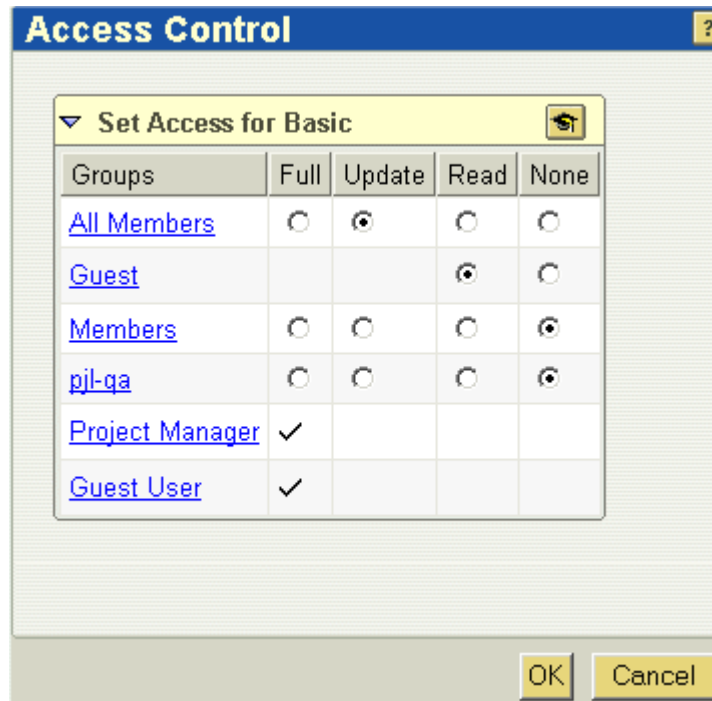 Access Control ?
Set Access for Basic
Groups Full Update Read None
All Members
Guest
Members
pjl-qa
Project Manager
Guest User
OK Cancel